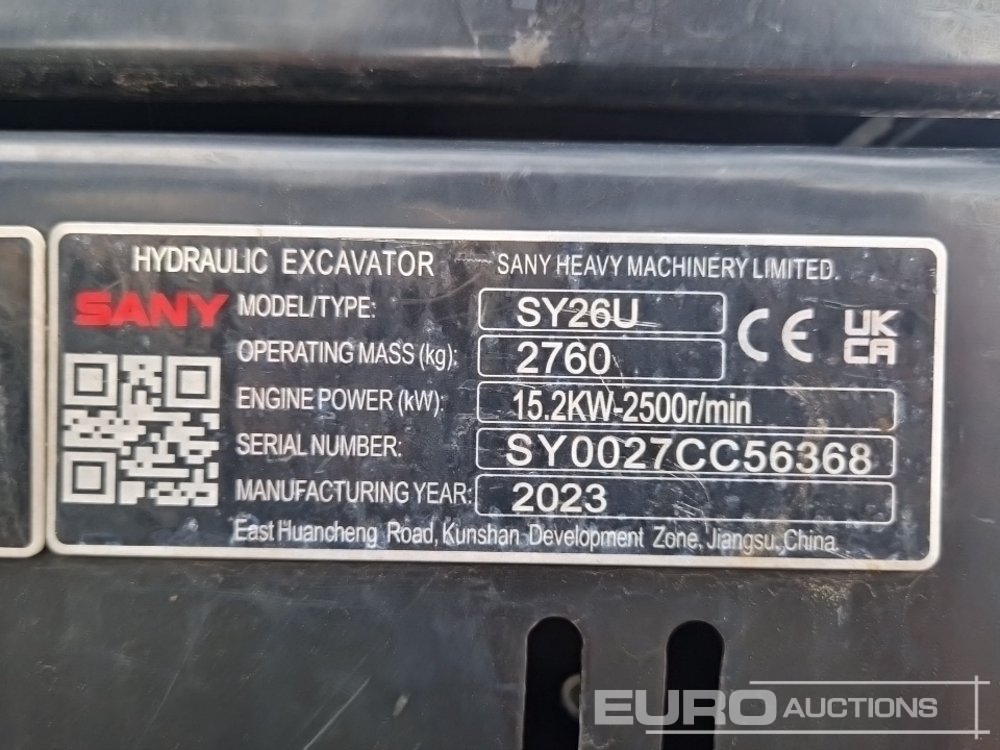 HYDRAULIC EXCAVATOR SANY HEAVY MACHINERY LIMITED.
SANY MODEL/TYPE: SY26U
OPERATING MASS (kg): 2760
CE UK CA
ENGINE POWER (kW): 15.2KW-2500r/min
SERIAL NUMBER: SY0027CC56368
MANUFACTURING YEAR: 2023
East Huancheng Road, Kunshan Development Zone, Jiangsu, China.
EURO AUCTIONS